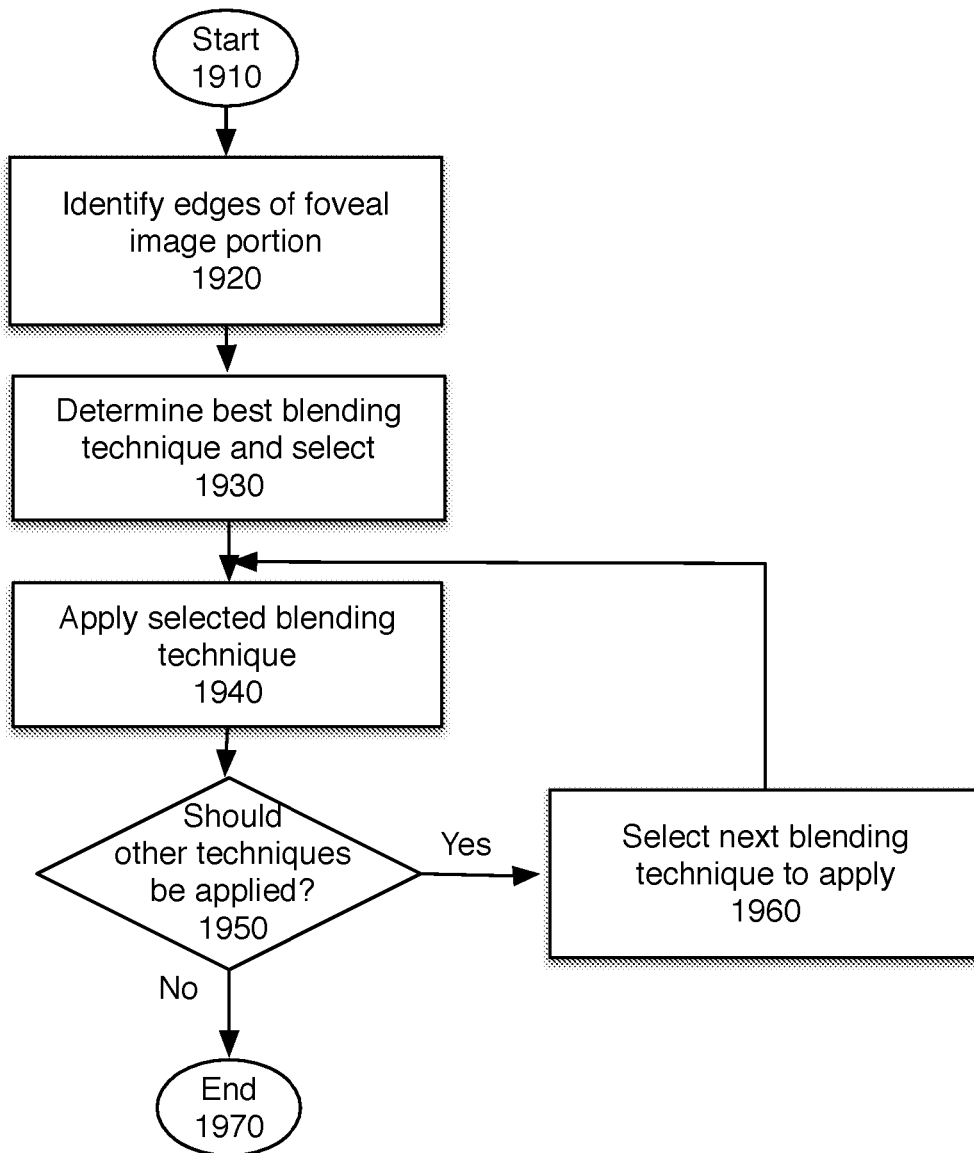 Start
1910
Identify edges of foveal
image portion
1920
Determine best blending
technique and select
1930
Apply selected blending
technique
1940
Should
other techniques
be applied?
1950
Yes
Select next blending
technique to apply
1960
No
End
1970